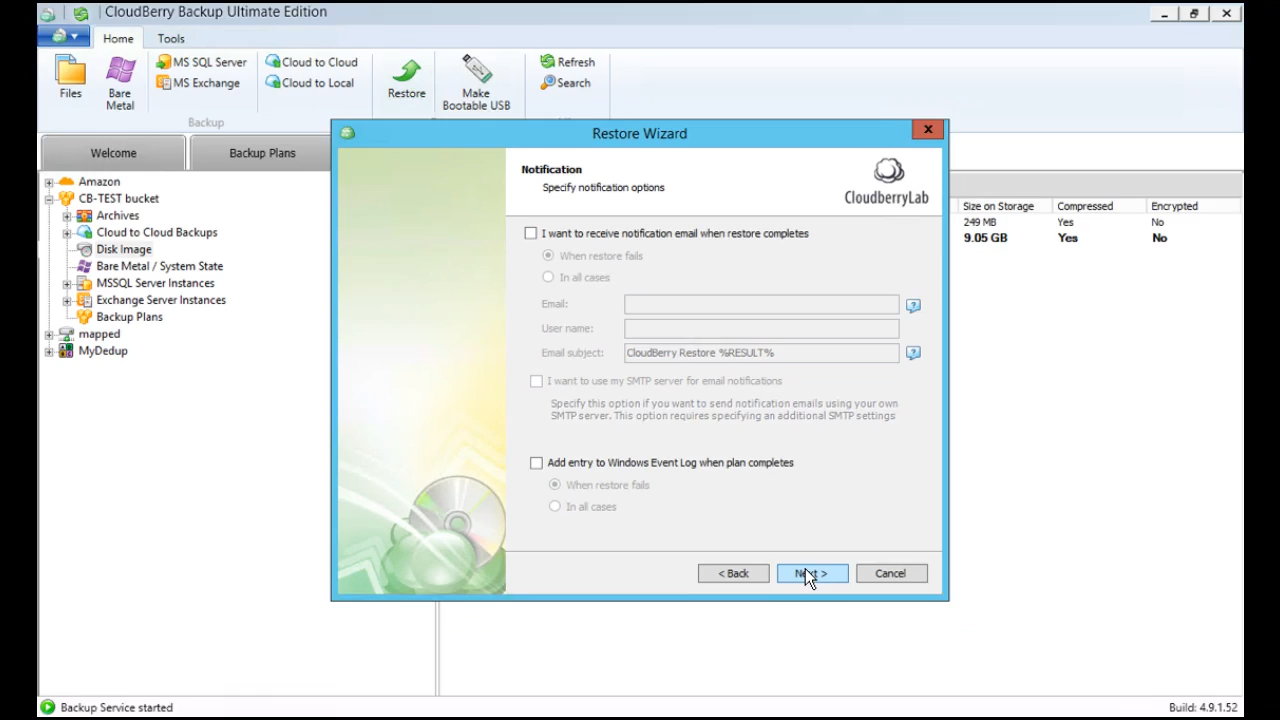 CloudBerry Backup Ultimate Edition
Home
Tools
Files
Bare
Metal
MS SQL Server
MS Exchange
Cloud to Cloud
Cloud to Local
Backup
Restore
Make
Bootable USB
Refresh
Search
Welcome
Backup Plans
Amazon
CB-TEST bucket
Archives
Cloud to Cloud Backups
Disk Image
Bare Metal / System State
MSSQL Server Instances
Exchange Server Instances
Backup Plans
mapped
MyDedup
Size on Storage Compressed Encrypted
249 MB Yes No
9.05 GB Yes No
Restore Wizard
Notification
Specify notification options
CloudberryLab
I want to receive notification email when restore completes
When restore fails
In all cases
Email:
User name:
Email subject: CloudBerry Restore %RESULT%
I want to use my SMTP server for email notifications
Specify this option if you want to send notification emails using your own
SMTP server. This option requires specifying an additional SMTP settings
Add entry to Windows Event Log when plan completes
When restore fails
In all cases
< Back Next > Cancel
Backup Service started
Build: 4.9.1.52